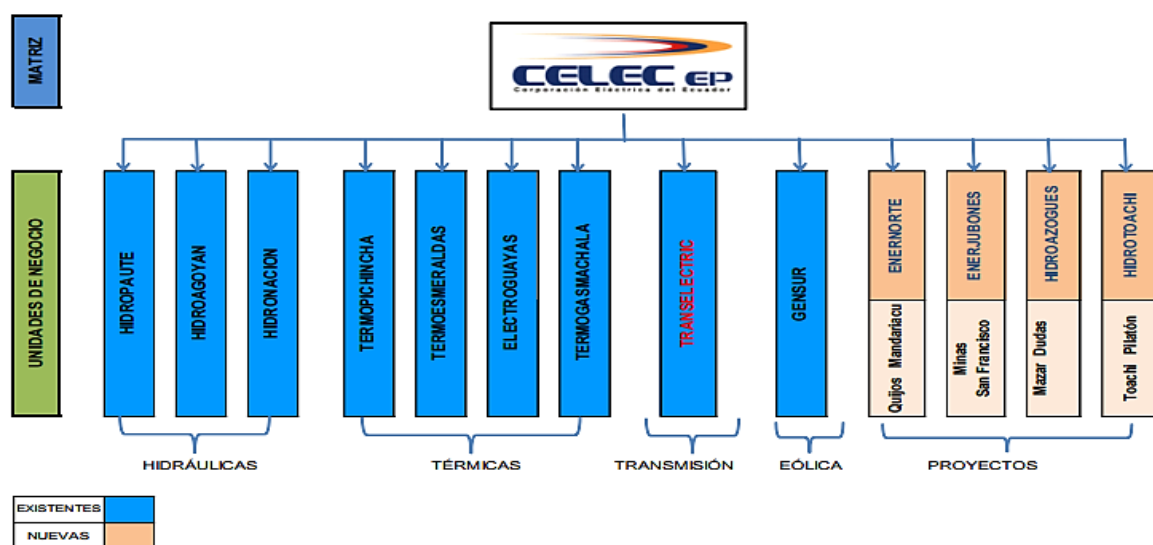 MATRIZ
CELEC EP
Corporación Eléctrica del Ecuador
UNIDADES DE NEGOCIO
HIDROPAUTE
HIDROAGOYAN
HIDRONACION
TERMOPICHINCHA
TERMOESMERALDAS
ELECTROGUAYAS
TERMOGASMACHALA
TRANSELECTRIC
GENSUR
ENERNORTE
Quijos Mandariacu
ENERJUBONES
Minas
San Francisco
HIDROAZOGUES
Mazar Dudas
HIDROTOACHI
Toachi Pilatón
HIDRÁULICAS
TÉRMICAS
TRANSMISIÓN
EÓLICA
PROYECTOS
EXISTENTES
NUEVAS